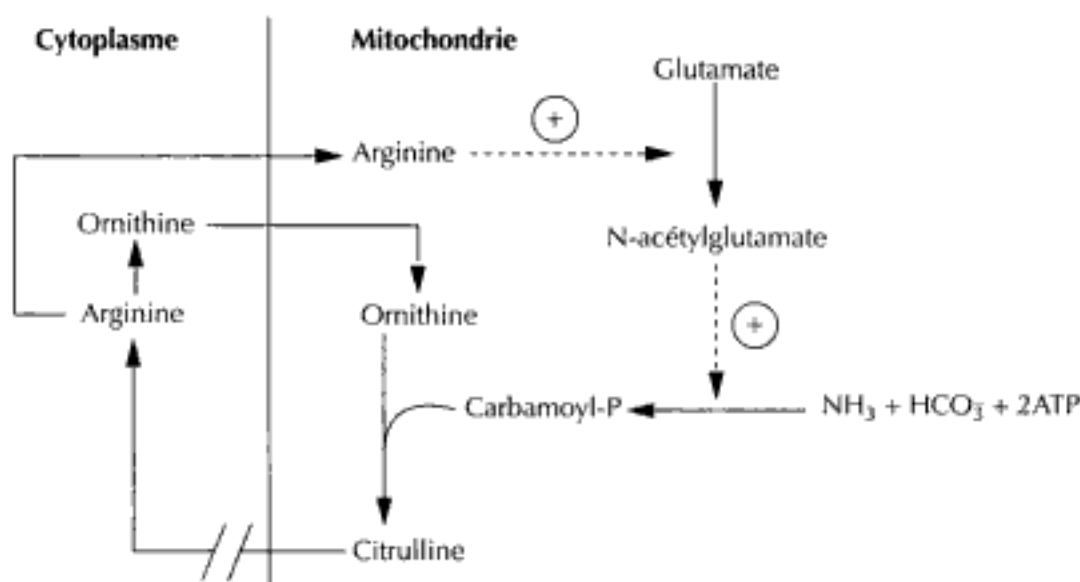 Cytoplasme
Mitochondrie
Glutamate
+
Arginine
Ornithine
N-acétylglutamate
Arginine
Ornithine
+
Carbamoyl-P
NH₃ + HCO₃⁻ + 2ATP
Citrulline